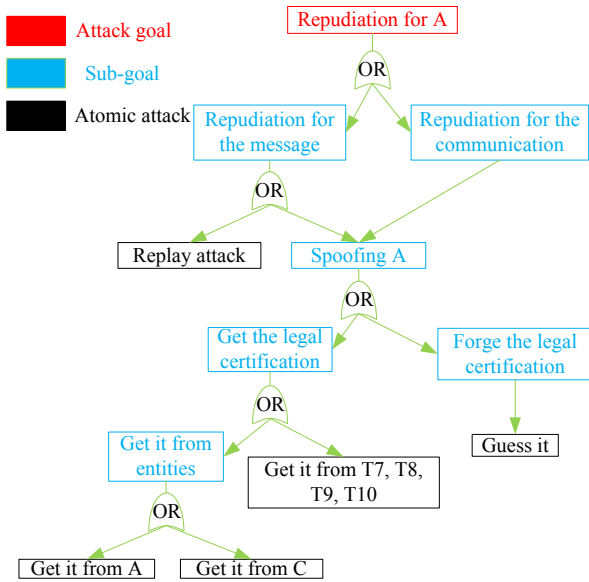 Repudiation for A
Attack goal
Sub-goal
Atomic attack
OR
Repudiation for
the message
Repudiation for the
communication
OR
Replay attack
Spoofing A
OR
Get the legal
certification
Forge the legal
certification
OR
Get it from
entities
Get it from T7, T8,
T9, T10
Guess it
OR
Get it from A
Get it from C